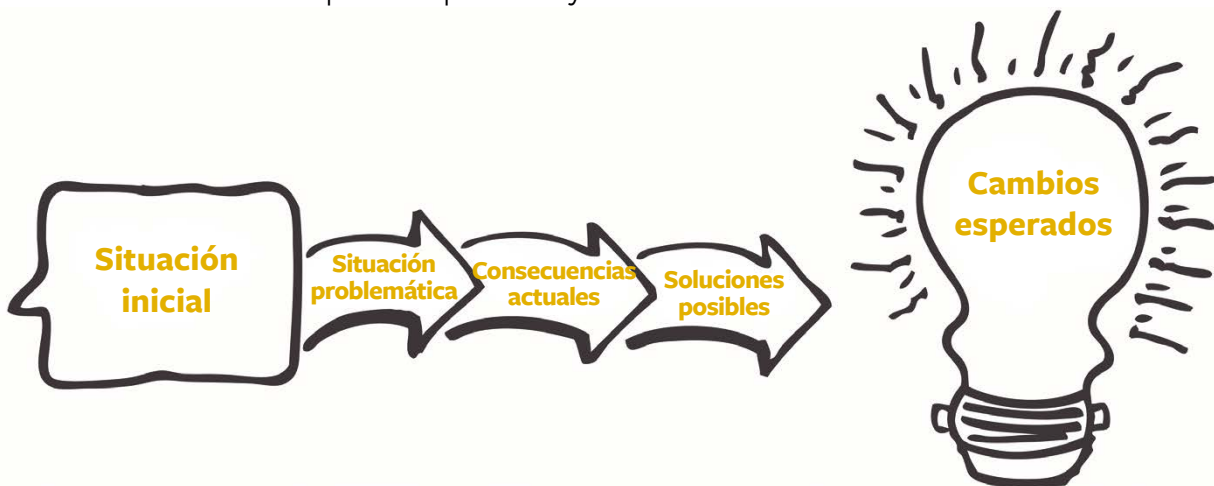 Situación
inicial
Situación
problemática
Consecuencias
actuales
Soluciones
posibles
Cambios
esperados